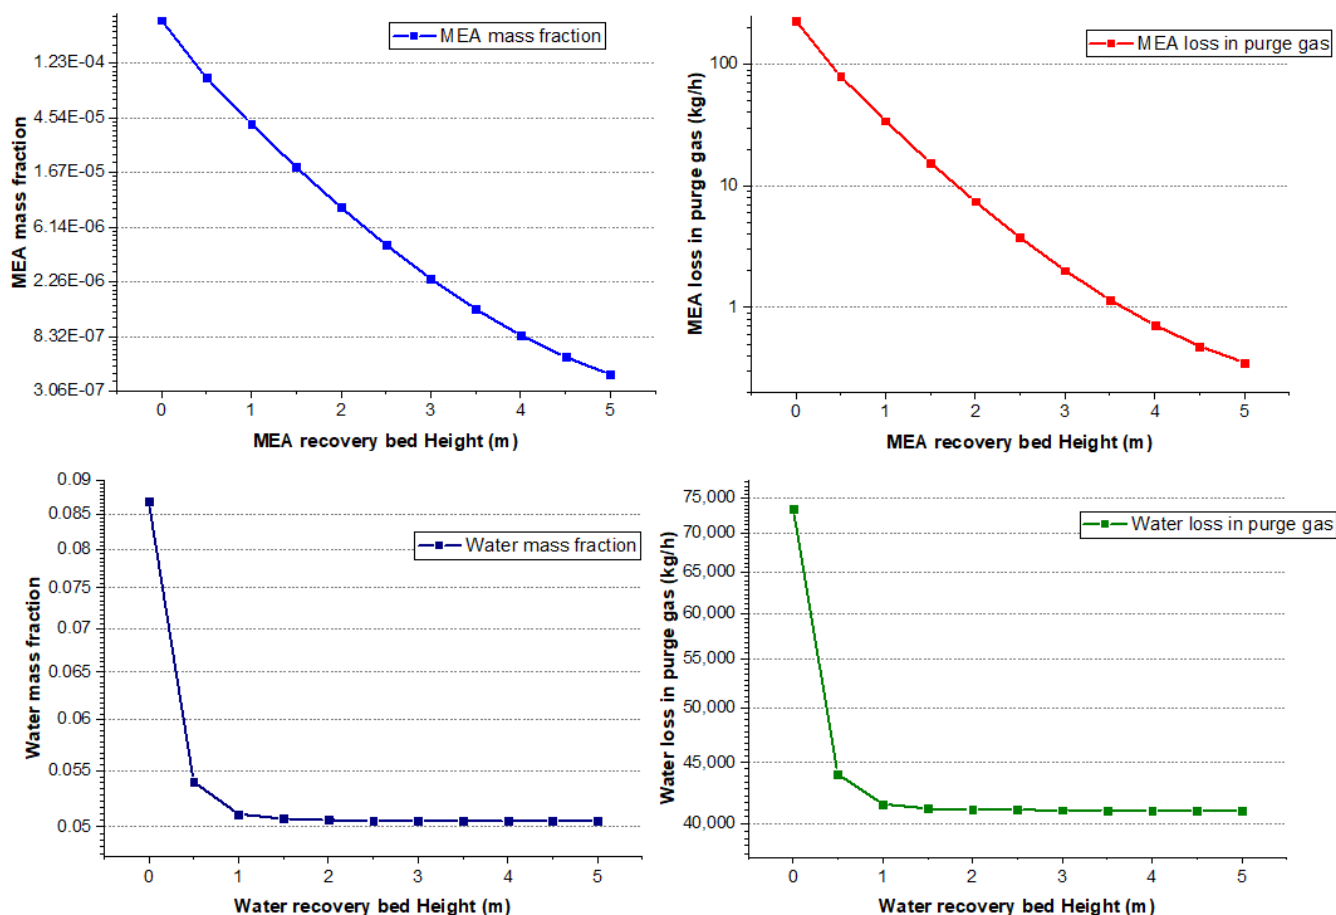 MEA mass fraction
1.23E-04
4.54E-05
1.67E-05
6.14E-06
2.26E-06
8.32E-07
3.06E-07
MEA mass fraction
0 1 2 3 4 5
MEA recovery bed Height (m)
MEA loss in purge gas
100
10
1
MEA loss in purge gas (kg/h)
0 1 2 3 4 5
MEA recovery bed Height (m)
Water mass fraction
0.09
0.085
0.08
0.075
0.07
0.065
0.06
0.055
0.05
Water mass fraction
0 1 2 3 4 5
Water recovery bed Height (m)
Water loss in purge gas
75,000
70,000
65,000
60,000
55,000
50,000
45,000
40,000
Water loss in purge gas (kg/h)
0 1 2 3 4 5
Water recovery bed Height (m)